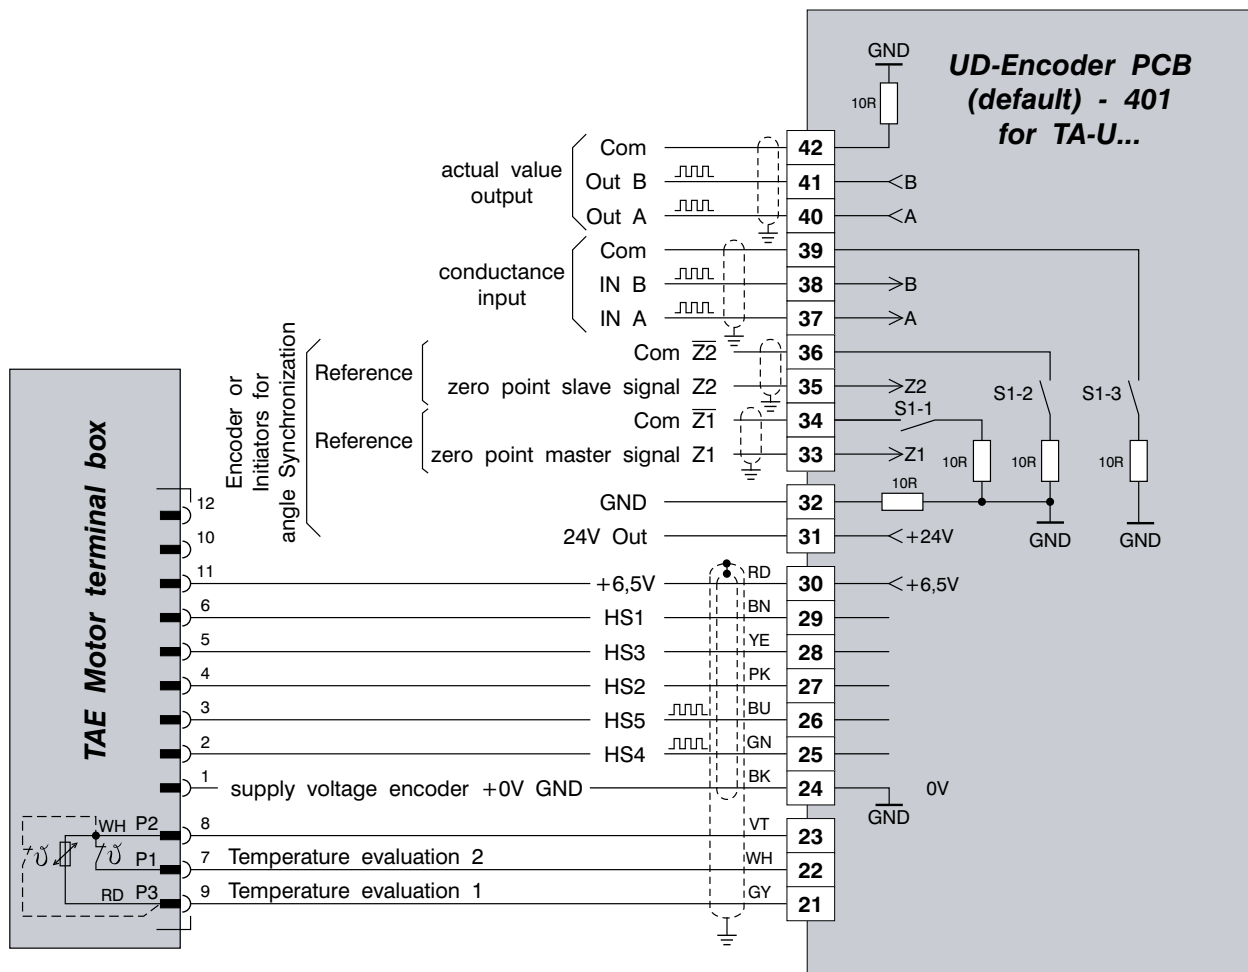 GND
UD-Encoder PCB
(default) - 401
for TA-U...
10R
actual value
output
Com
42
Out B
41
B
Out A
40
A
conductance
input
Com
39
IN B
38
B
IN A
37
A
Encoder or
Initiators for
angle Synchronization
Reference
Com Z2
36
zero point slave signal Z2
35
Z2
S1-2
S1-3
Reference
Com Z1
34
S1-1
zero point master signal Z1
33
Z1
10R
10R
10R
10R
GND
32
24V Out
31
+24V
GND
GND
TAE Motor terminal box
12
10
11
+6,5V
RD
30
+6,5V
6
HS1
BN
29
5
HS3
YE
28
4
HS2
PK
27
3
HS5
BU
26
2
HS4
GN
25
1
supply voltage encoder +0V GND
BK
24
0V
GND
WH
P2
8
VT
23
ϑ
ϑ
P1
7
Temperature evaluation 2
WH
22
RD
P3
9
Temperature evaluation 1
GY
21